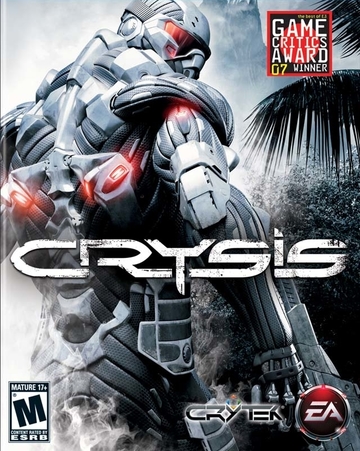 the best of E3
GAME
CRITICS
AWARD
07 WINNER
CRYSIS
MATURE 17+
M
CONTENT RATED BY
ESRB
CRYTEK
EA